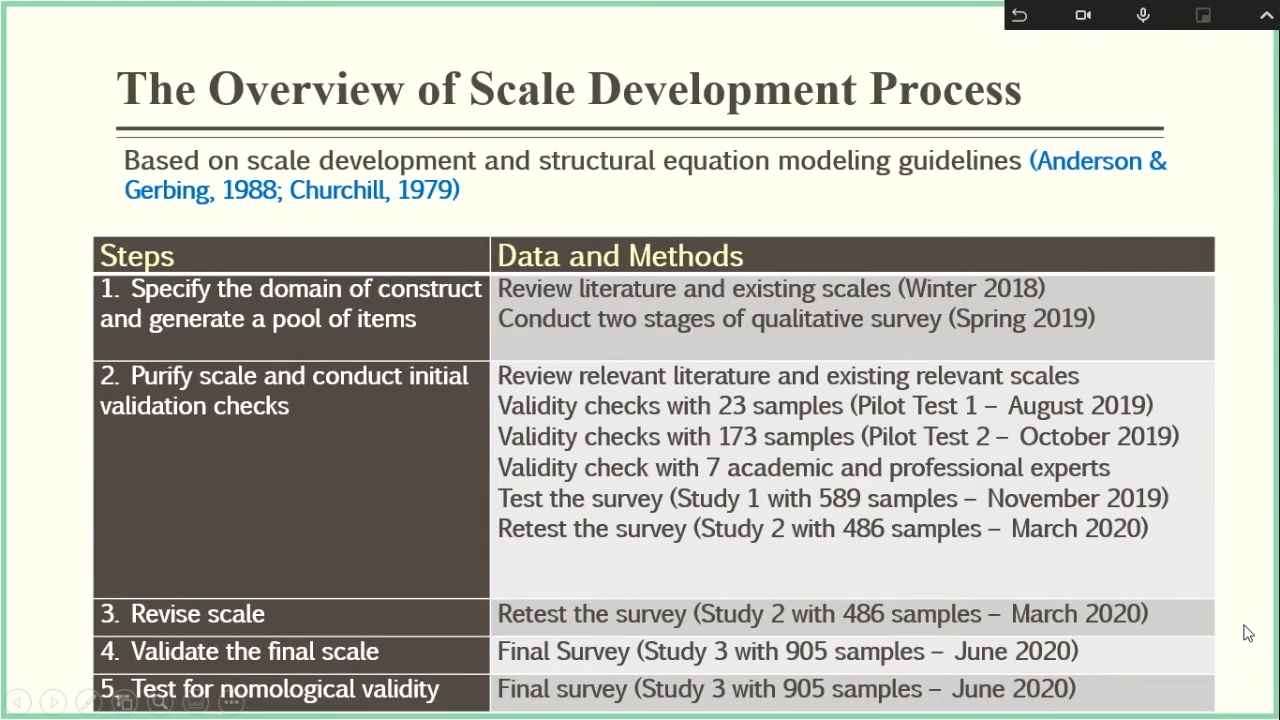 The Overview of Scale Development Process
Based on scale development and structural equation modeling guidelines (Anderson &
Gerbing, 1988; Churchill, 1979)
Steps
Data and Methods
1. Specify the domain of construct
and generate a pool of items
Review literature and existing scales (Winter 2018)
Conduct two stages of qualitative survey (Spring 2019)
2. Purify scale and conduct initial
validation checks
Review relevant literature and existing relevant scales
Validity checks with 23 samples (Pilot Test 1 – August 2019)
Validity checks with 173 samples (Pilot Test 2 – October 2019)
Validity check with 7 academic and professional experts
Test the survey (Study 1 with 589 samples – November 2019)
Retest the survey (Study 2 with 486 samples – March 2020)
3. Revise scale
Retest the survey (Study 2 with 486 samples – March 2020)
4. Validate the final scale
Final Survey (Study 3 with 905 samples – June 2020)
5. Test for nomological validity
Final survey (Study 3 with 905 samples – June 2020)